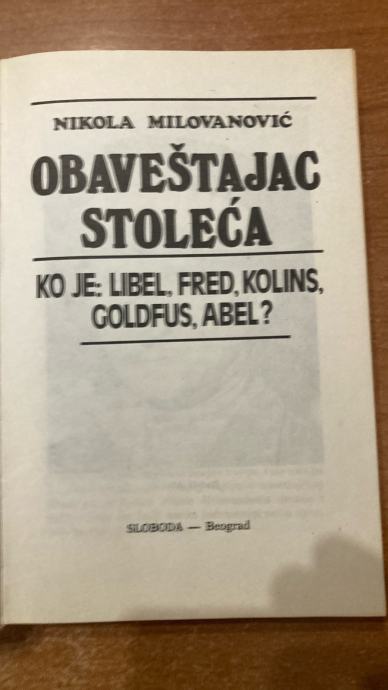 NIKOLA MILOVANOVIĆ
OBAVEŠTAJAC
STOLEĆA
KO JE: LIBEL, FRED, KOLINS,
GOLDFUS, ABEL?
SLOBODA — Beograd